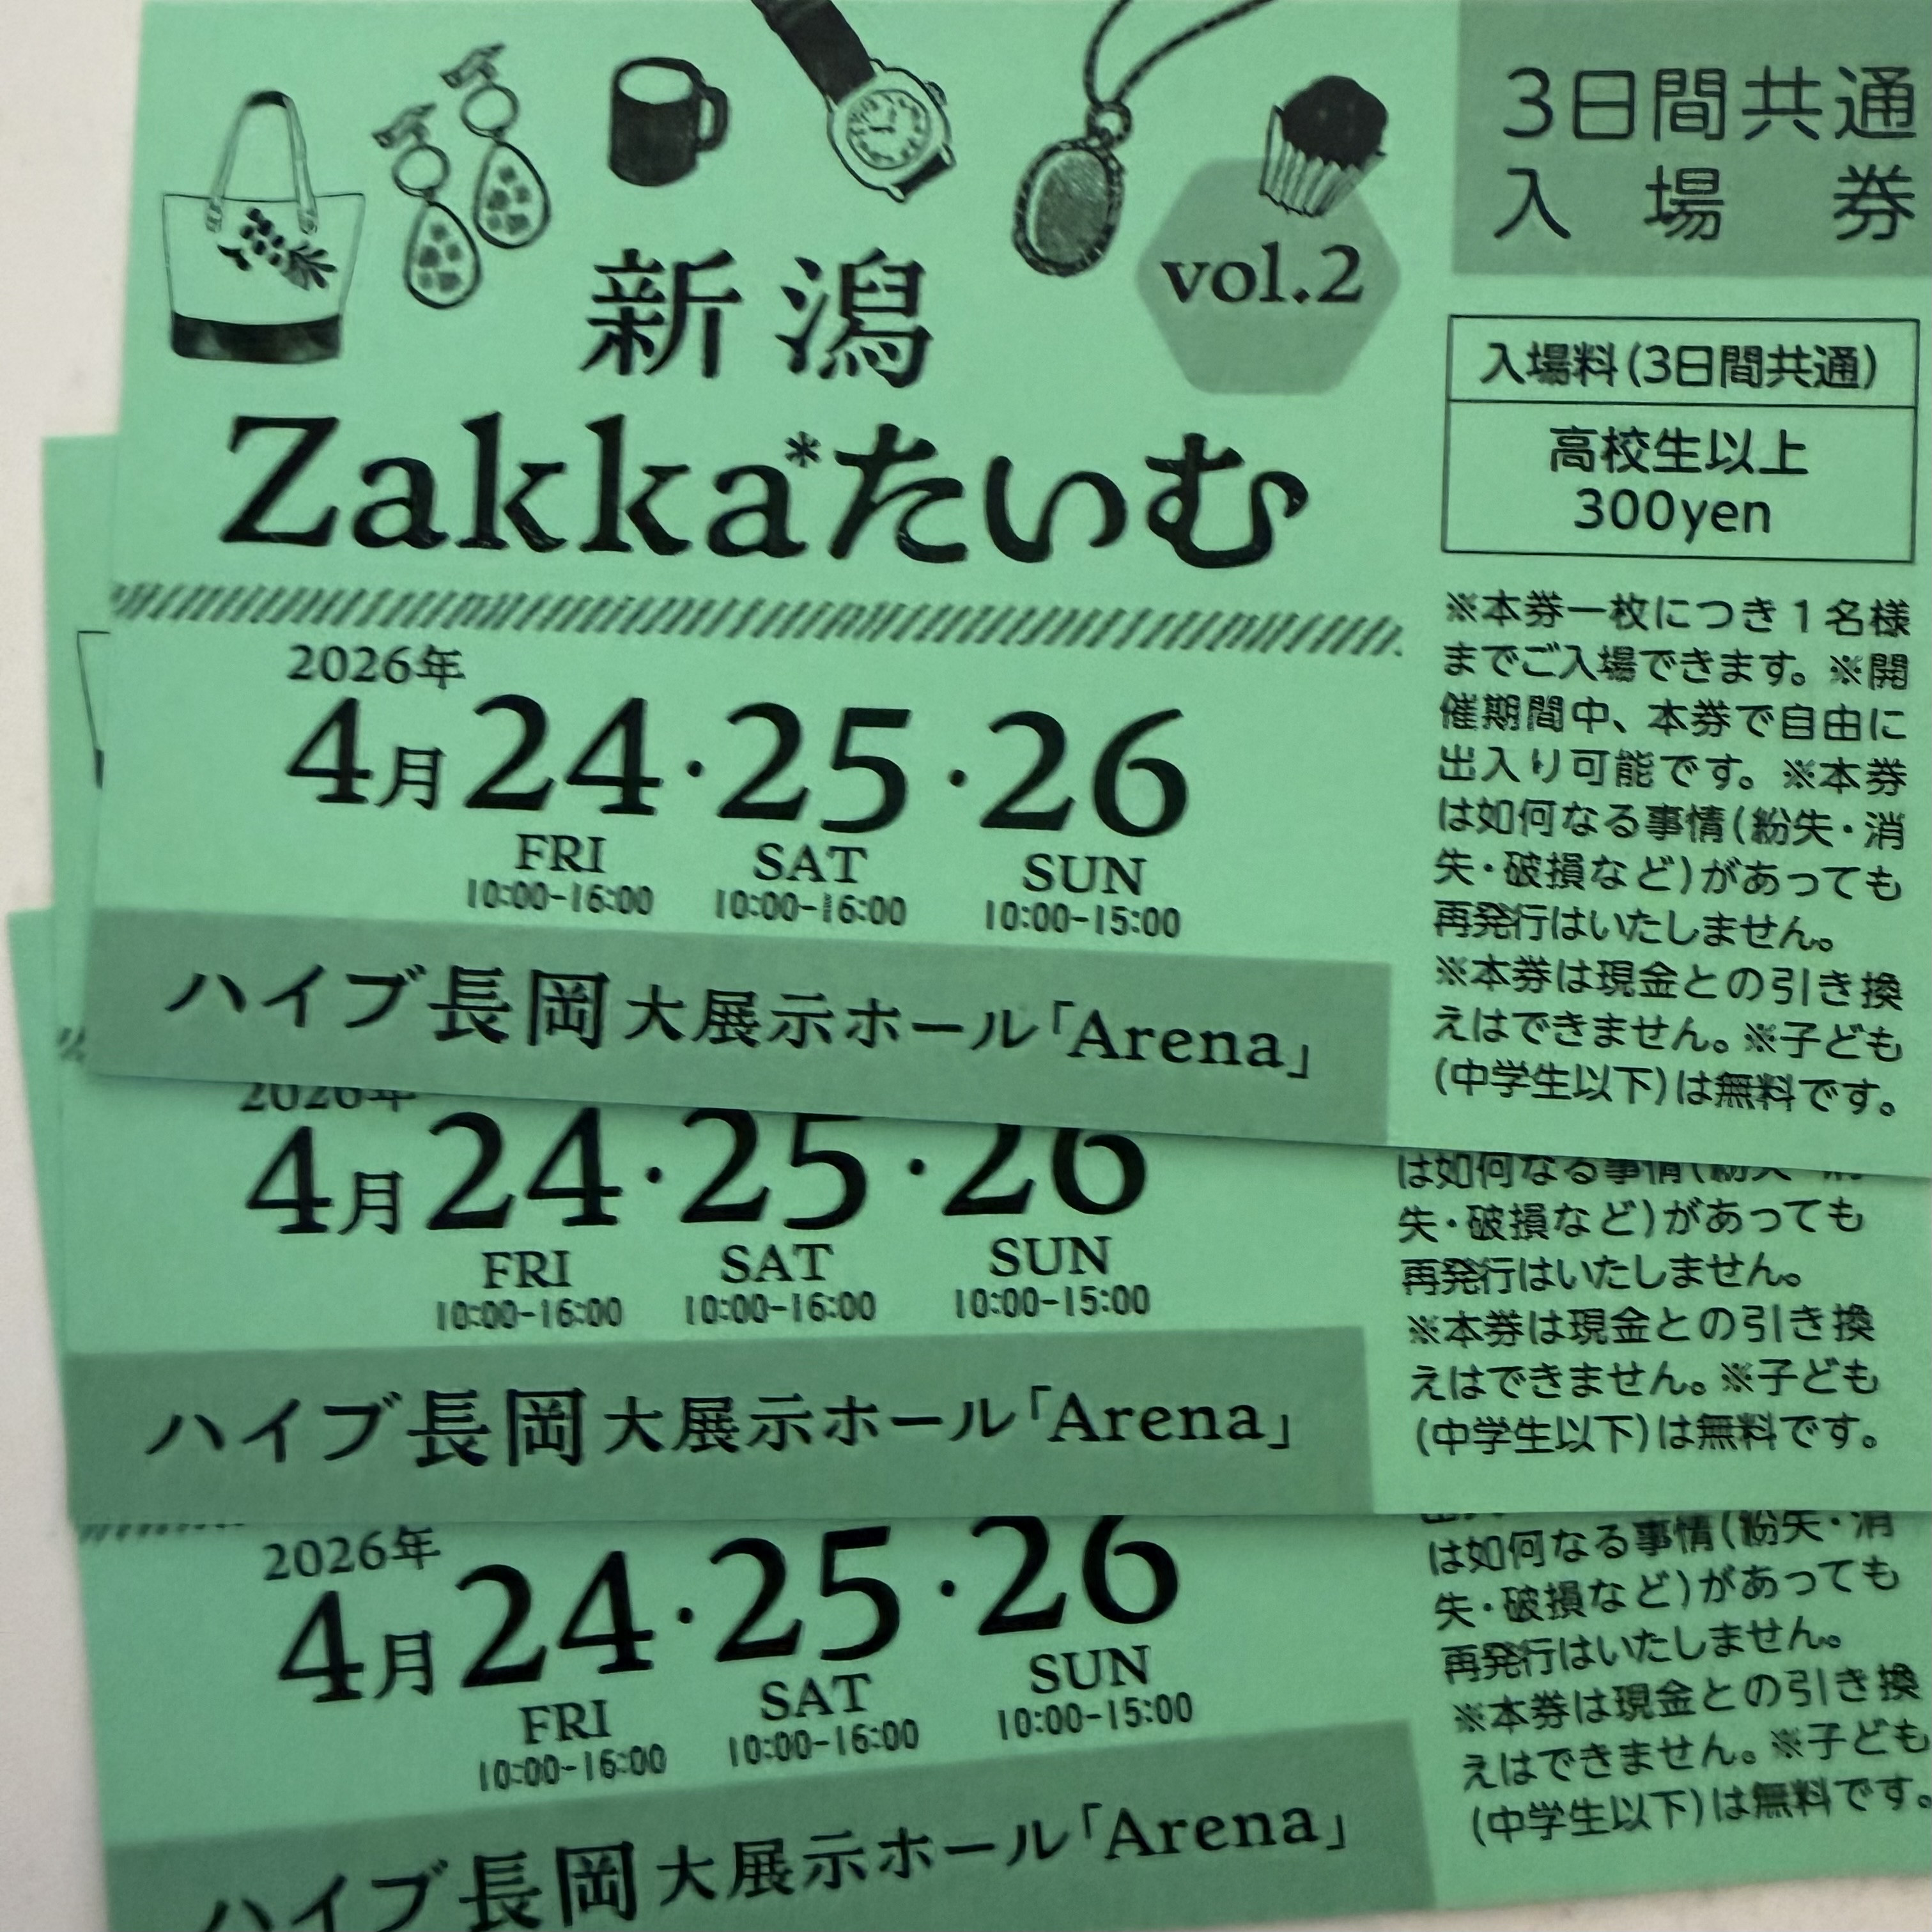 3日間共通
入場券
新潟
vol.2
Zakka*たいむ
入場料(3日間共通)
高校生以上
300yen
※本券一枚につき1名様
までご入場できます。※開
催期間中、本券で自由に
出入り可能です。※本券
は如何なる事情(紛失・消
失・破損など)があっても
再発行はいたしません。
※本券は現金との引き換
えはできません。※子ども
(中学生以下)は無料です。
2026年
4月24・25・26
FRI SAT SUN
10:00-16:00 10:00-16:00 10:00-15:00
ハイブ長岡大展示ホール「Arena」
2026年
4月24・25・26
FRI SAT SUN
10:00-16:00 10:00-16:00 10:00-15:00
ハイブ長岡大展示ホール「Arena」
は如何なる事情(紛失・消
失・破損など)があっても
再発行はいたしません。
※本券は現金との引き換
えはできません。※子ども
(中学生以下)は無料です。
2026年
4月24・25・26
FRI SAT SUN
10:00-16:00 10:00-16:00 10:00-15:00
ハイブ長岡大展示ホール「Arena」
は如何なる事情(紛失・消
失・破損など)があっても
再発行はいたしません。
※本券は現金との引き換
えはできません。※子ども
(中学生以下)は無料です。